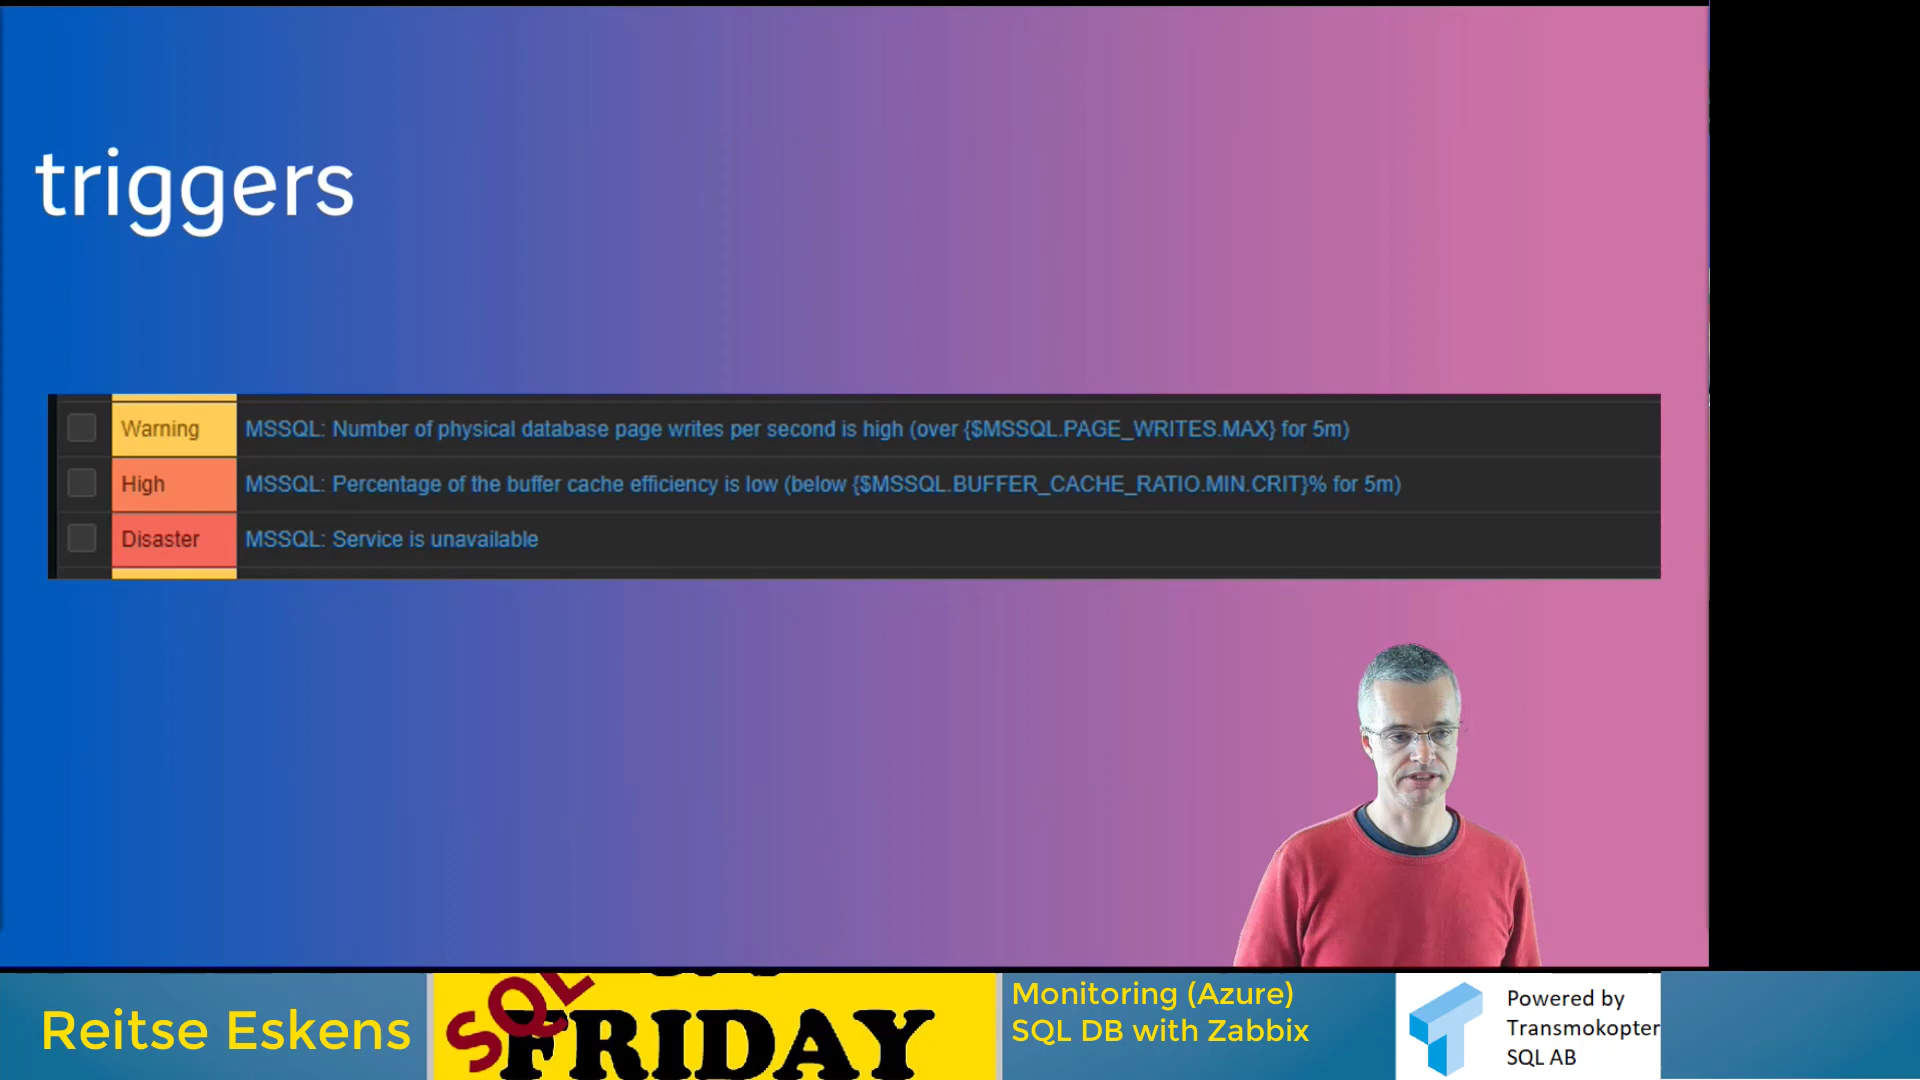 triggers
Warning MSSQL: Number of physical database page writes per second is high (over {$MSSQL.PAGE_WRITES.MAX} for 5m)
High MSSQL: Percentage of the buffer cache efficiency is low (below {$MSSQL.BUFFER_CACHE_RATIO.MIN.CRIT}% for 5m)
Disaster MSSQL: Service is unavailable
Reitse Eskens
SQL
FRIDAY
Monitoring (Azure)
SQL DB with Zabbix
Powered by
Transmokopter
SQL AB